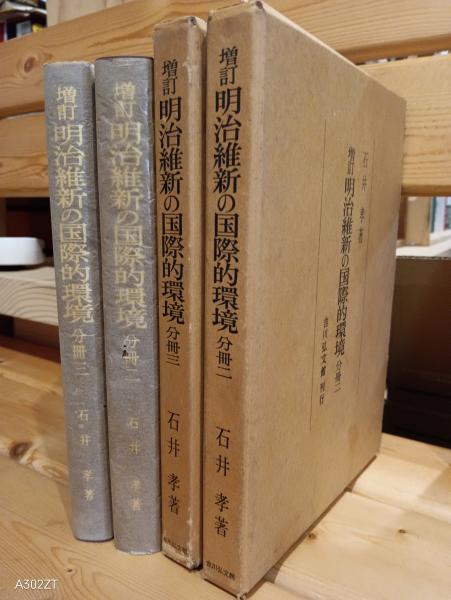 増訂 明治維新の国際的環境 分冊三 石井 孝著
増訂 明治維新の国際的環境 分冊二 石井 孝著
増訂 明治維新の国際的環境 分冊三 石井 孝著
増訂 明治維新の国際的環境 分冊二 石井 孝著
吉川弘文館
石井 孝著
増訂 明治維新の国際的環境 分冊二
吉川弘文館 刊行
A302ZT